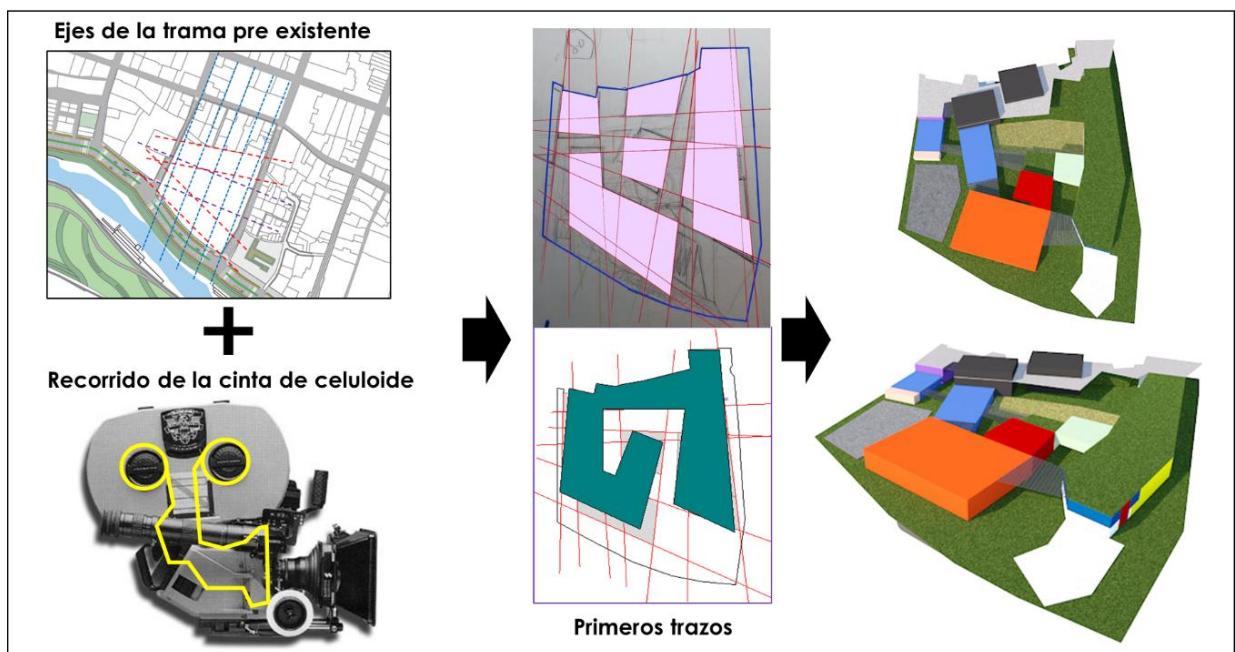 Ejes de la trama pre existente
Recorrido de la cinta de celuloide
Primeros trazos